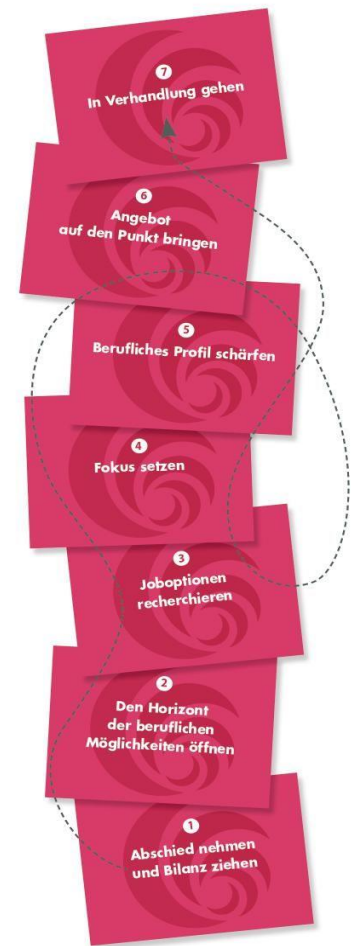 7
In Verhandlung gehen
6
Angebot
auf den Punkt bringen
5
Berufliches Profil schärfen
4
Fokus setzen
3
Joboptionen
recherchieren
2
Den Horizont
der beruflichen
Möglichkeiten öffnen
1
Abschied nehmen
und Bilanz ziehen